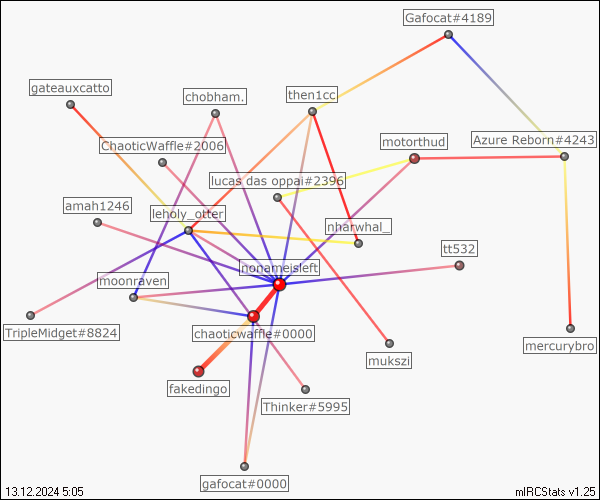 Gafocat#4189
gateauxcatto
chobham.
then1cc
motorthud
Azure Reborn#4243
ChaoticWaffle#2006
lucas das oppai#2396
amah1246
leholy_otter
nharwhal_
tt532
nonameisleft
moonraven
TripleMidget#8824
chaoticwaffle#0000
mukszi
mercurybro
fakedingo
Thinker#5995
gafocat#0000
13.12.2024 5:05
mIRCStats v1.25